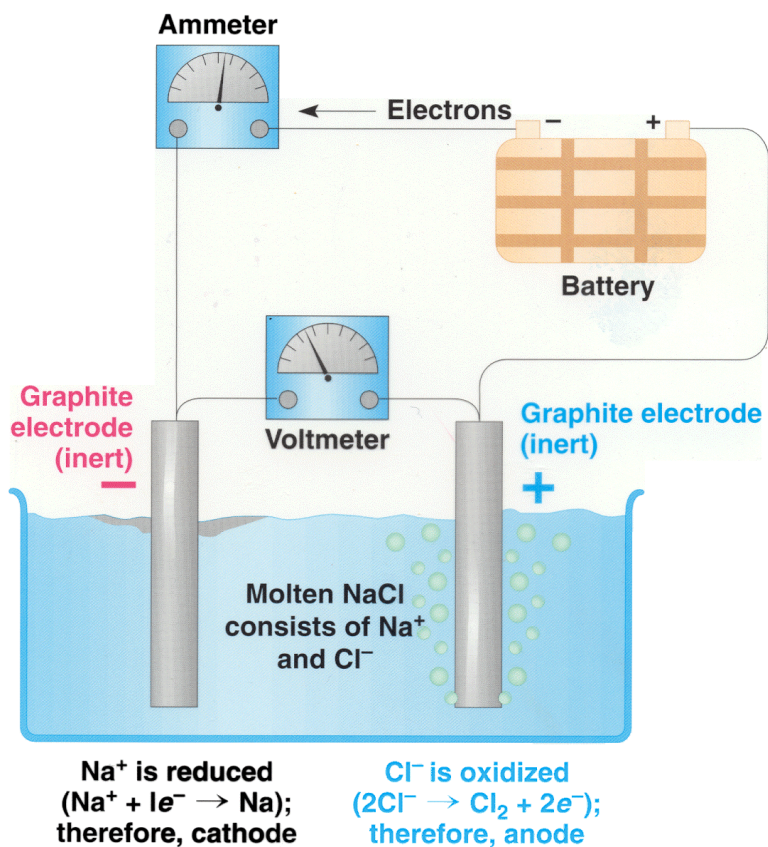 Ammeter
Electrons
− +
Battery
Graphite
electrode
(inert)
−
Voltmeter
Graphite electrode
(inert)
+
Molten NaCl
consists of Na⁺
and Cl⁻
Na⁺ is reduced
(Na⁺ + le⁻ → Na);
therefore, cathode
Cl⁻ is oxidized
(2Cl⁻ → Cl₂ + 2e⁻);
therefore, anode